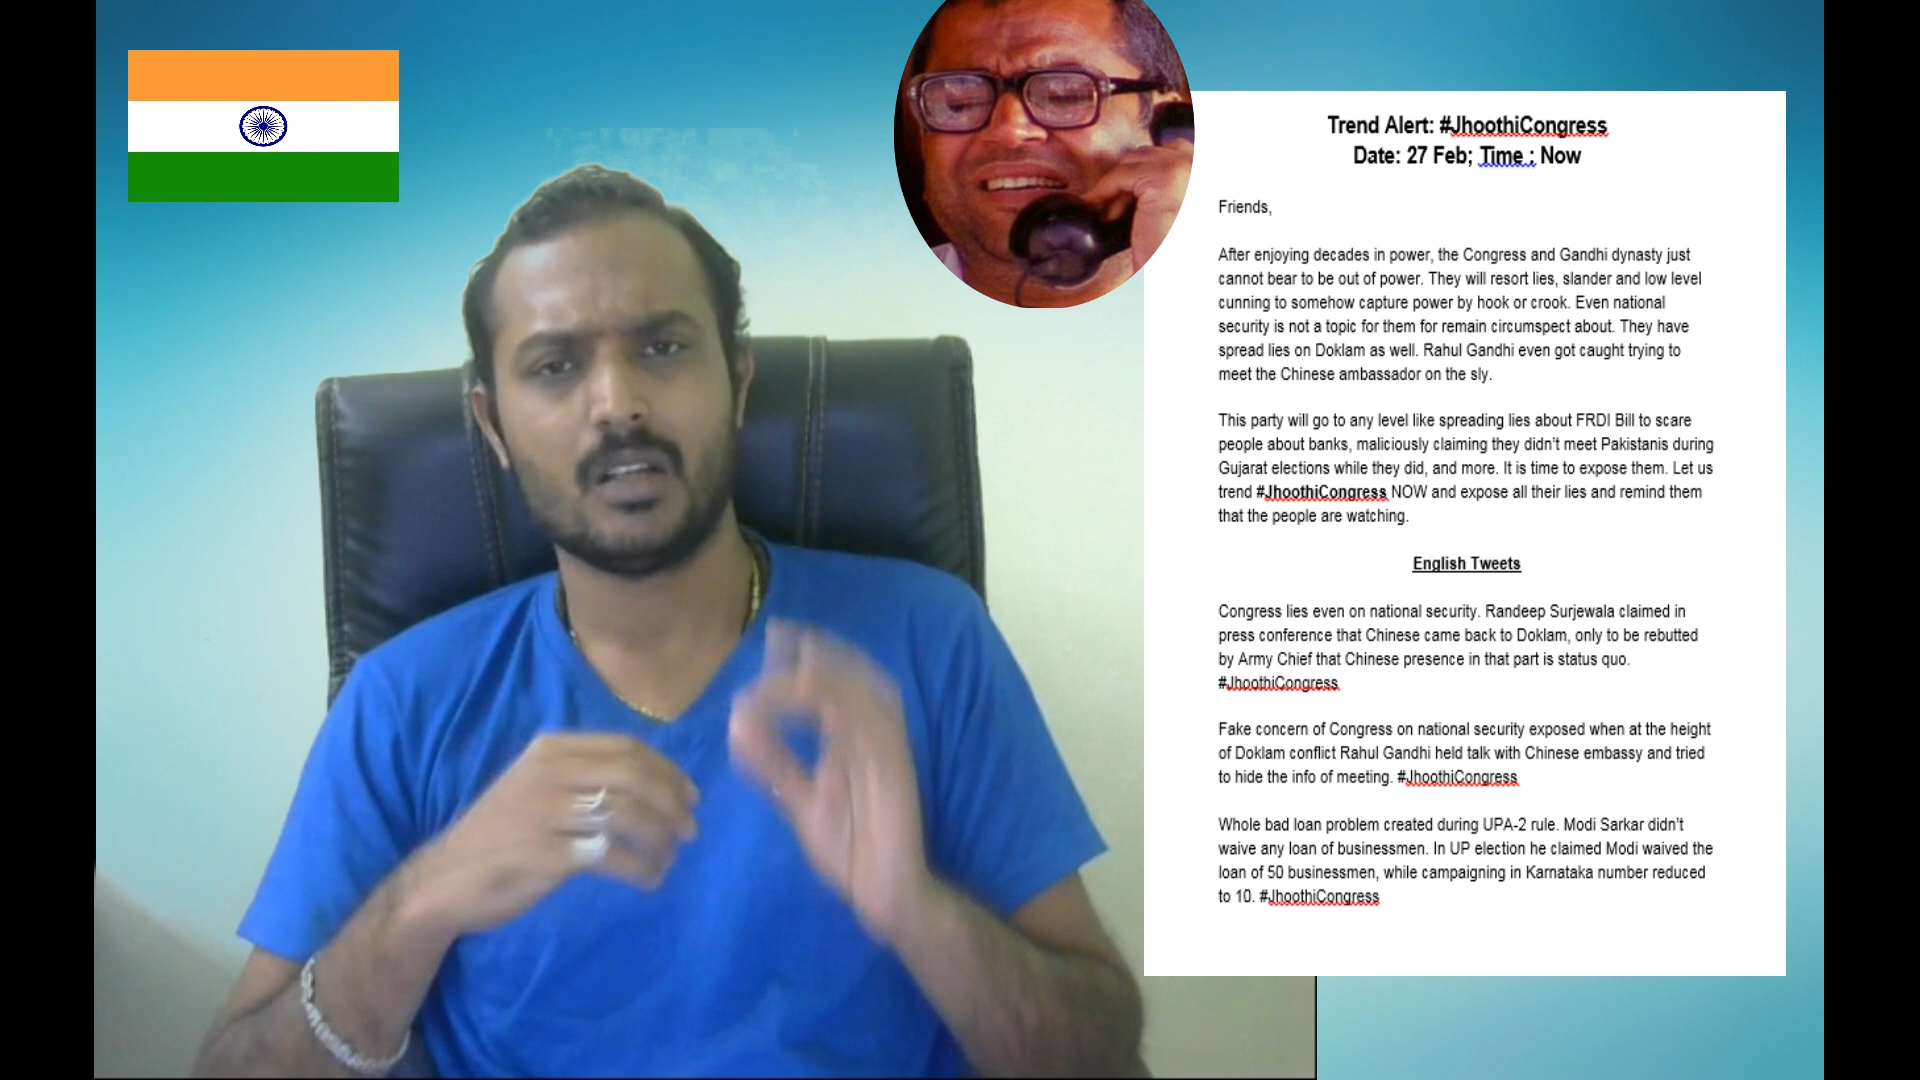 Trend Alert: #JhoothiCongress
Date: 27 Feb; Time : Now
Friends,
After enjoying decades in power, the Congress and Gandhi dynasty just
cannot bear to be out of power. They will resort lies, slander and low level
cunning to somehow capture power by hook or crook. Even national
security is not a topic for them for remain circumspect about. They have
spread lies on Doklam as well. Rahul Gandhi even got caught trying to
meet the Chinese ambassador on the sly.
This party will go to any level like spreading lies about FRDI Bill to scare
people about banks, maliciously claiming they didn't meet Pakistanis during
Gujarat elections while they did, and more. It is time to expose them. Let us
trend #JhoothiCongress NOW and expose all their lies and remind them
that the people are watching.
English Tweets
Congress lies even on national security. Randeep Surjewala claimed in
press conference that Chinese came back to Doklam, only to be rebutted
by Army Chief that Chinese presence in that part is status quo.
#JhoothiCongress
Fake concern of Congress on national security exposed when at the height
of Doklam conflict Rahul Gandhi held talk with Chinese embassy and tried
to hide the info of meeting. #JhoothiCongress
Whole bad loan problem created during UPA-2 rule. Modi Sarkar didn't
waive any loan of businessmen. In UP election he claimed Modi waived the
loan of 50 businessmen, while campaigning in Karnataka number reduced
to 10. #JhoothiCongress